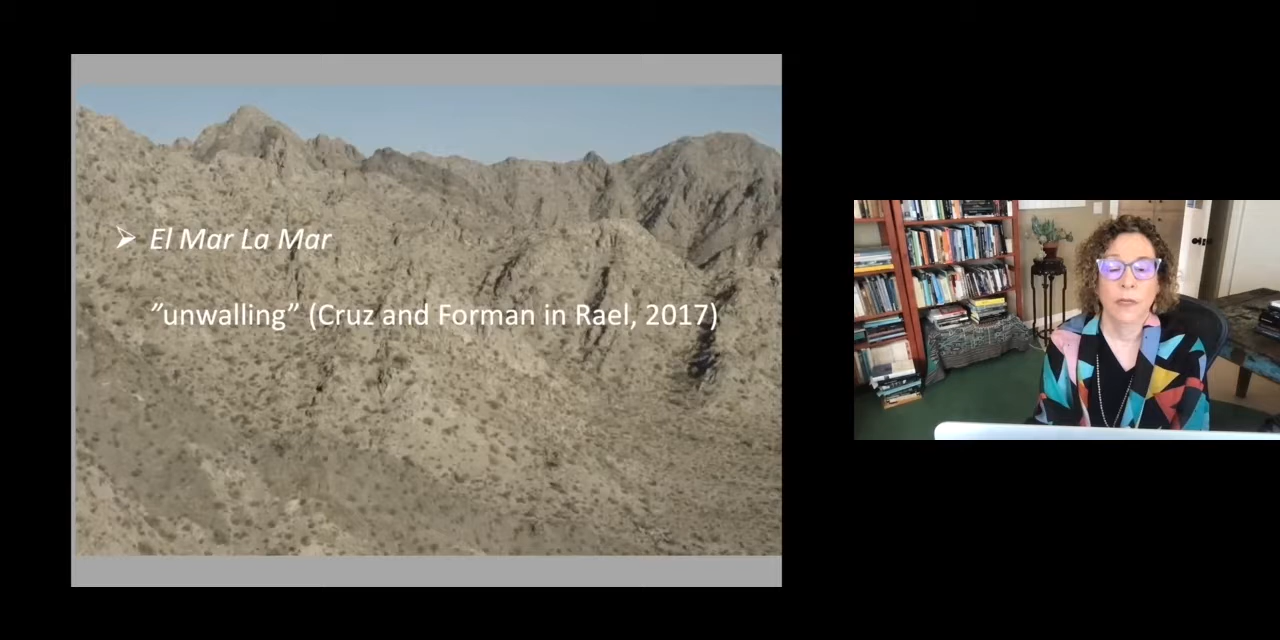 El Mar La Mar
”unwalling” (Cruz and Forman in Rael, 2017)